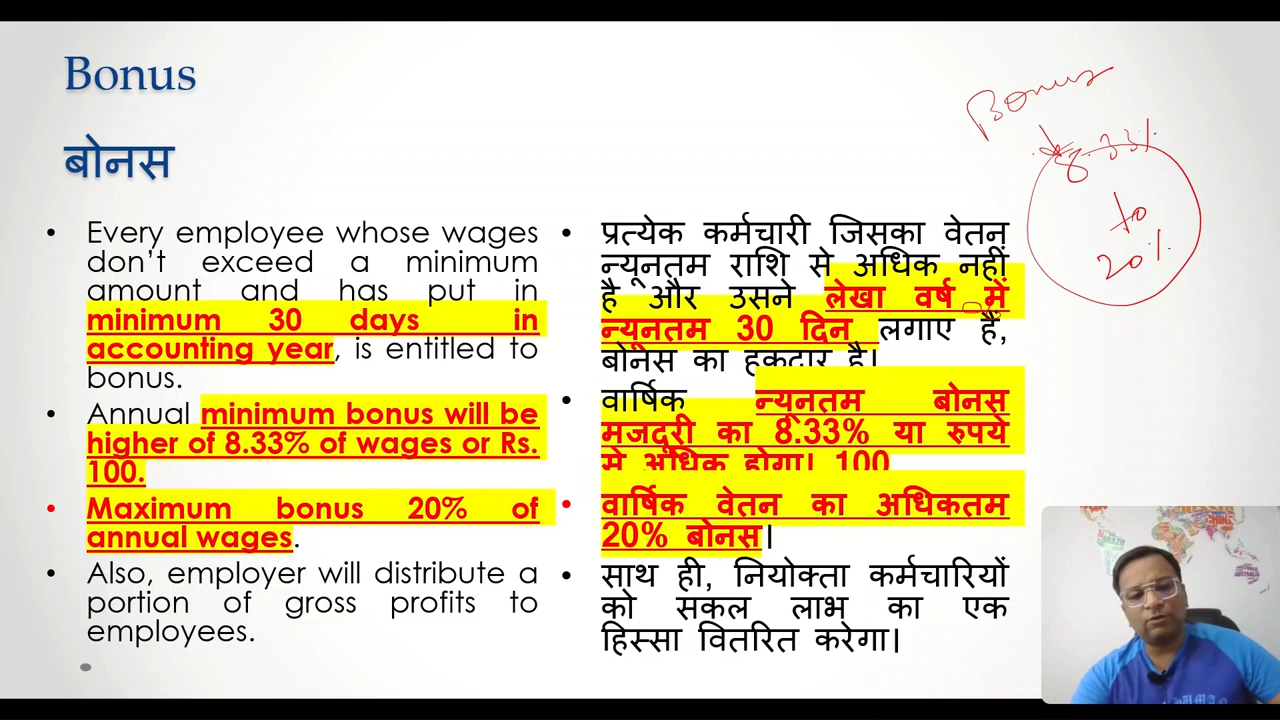 Bonus
बोनस
Bonus
8.33%
to
20%
• Every employee whose wages
don’t exceed a minimum
amount and has put in
minimum 30 days in
accounting year, is entitled to
bonus.
• Annual minimum bonus will be
higher of 8.33% of wages or Rs.
100.
• Maximum bonus 20% of
annual wages.
• Also, employer will distribute a
portion of gross profits to
employees.
• प्रत्येक कर्मचारी जिसका वेतन
न्यूनतम राशि से अधिक नहीं
है और उसने लेखा वर्ष में
न्यूनतम 30 दिन लगाए हैं,
बोनस का हकदार है।
• वार्षिक न्यूनतम बोनस
मजदूरी का 8.33% या रुपये
से अधिक होगा। 100
• वार्षिक वेतन का अधिकतम
20% बोनस।
• साथ ही, नियोक्ता कर्मचारियों
को सकल लाभ का एक
हिस्सा वितरित करेगा।